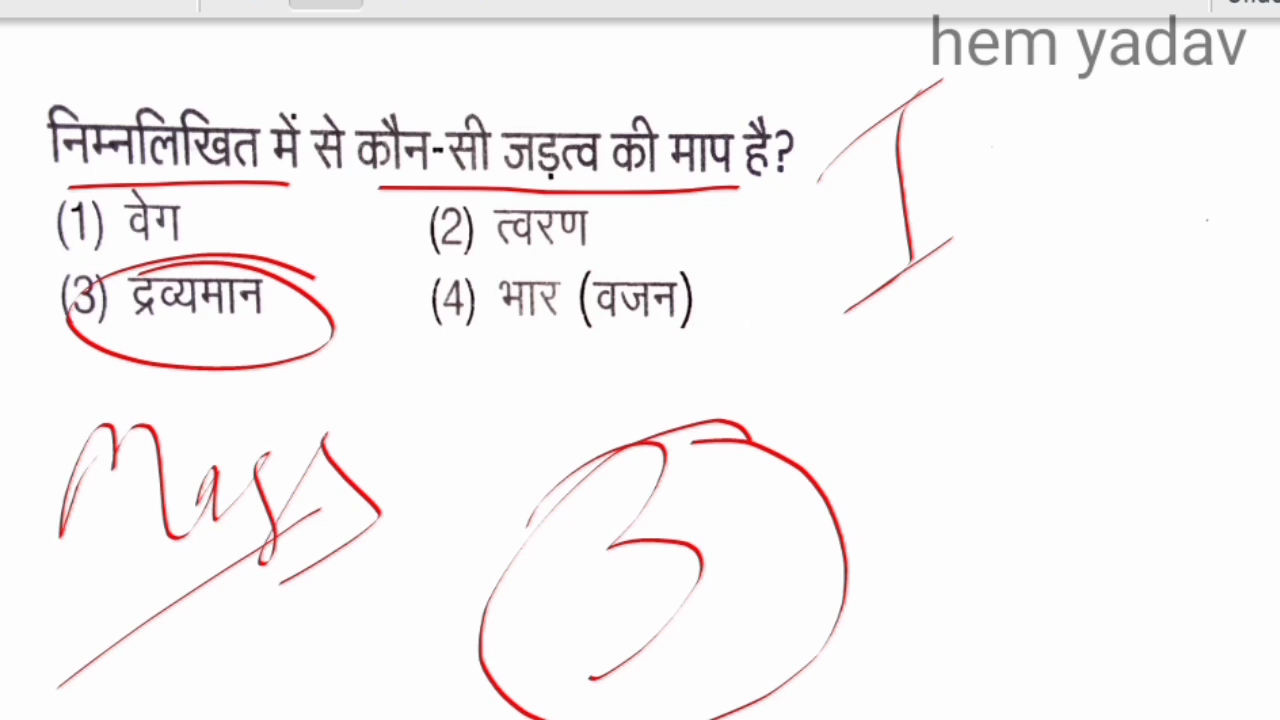 hem yadav
निम्नलिखित में से कौन-सी जड़त्व की माप है?
I
(1) वेग (2) त्वरण
(3) द्रव्यमान (4) भार (वजन)
Mass
3